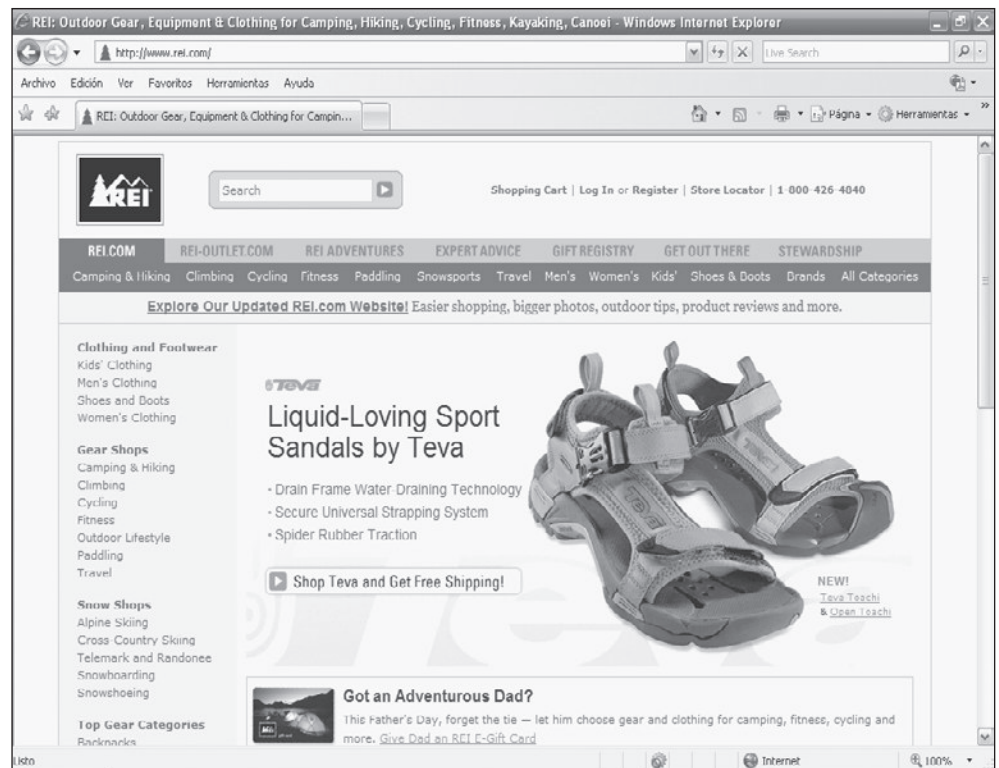 REI: Outdoor Gear, Equipment & Clothing for Camping, Hiking, Cycling, Fitness, Kayaking, Canoei - Windows Internet Explorer
http://www.rei.com/
Live Search
Archivo Edición Ver Favoritos Herramientas Ayuda
REI: Outdoor Gear, Equipment & Clothing for Campin...
Página Herramientas
REI
Search
Shopping Cart | Log In or Register | Store Locator | 1-800-426-4840
REI.COM REI-OUTLET.COM REI ADVENTURES EXPERT ADVICE GIFT REGISTRY GET OUT THERE STEWARDSHIP
Camping & Hiking Climbing Cycling Fitness Paddling Snowsports Travel Men's Women's Kids' Shoes & Boots Brands All Categories
Explore Our Updated REI.com Website! Easier shopping, bigger photos, outdoor tips, product reviews and more.
Clothing and Footwear
Kids' Clothing
Men's Clothing
Shoes and Boots
Women's Clothing
Gear Shops
Camping & Hiking
Climbing
Cycling
Fitness
Outdoor Lifestyle
Paddling
Travel
Snow Shops
Alpine Skiing
Cross-Country Skiing
Telemark and Randonee
Snowboarding
Snowshoeing
Top Gear Categories
Backpacks
Teva
Liquid-Loving Sport
Sandals by Teva
· Drain Frame Water-Draining Technology
· Secure Universal Strapping System
· Spider Rubber Traction
Shop Teva and Get Free Shipping!
NEW!
Teva Toachi
& Open Toachi
Got an Adventurous Dad?
This Father's Day, forget the tie — let him choose gear and clothing for camping, fitness, cycling and
more. Give Dad an REI E-Gift Card
Listo
Internet
100%